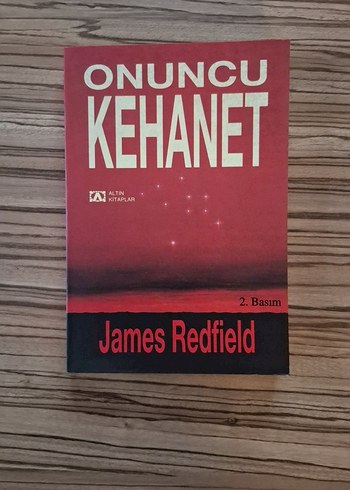 ONUNCU
KEHANET
ALTIN
KİTAPLAR
2. Basım
James Redfield